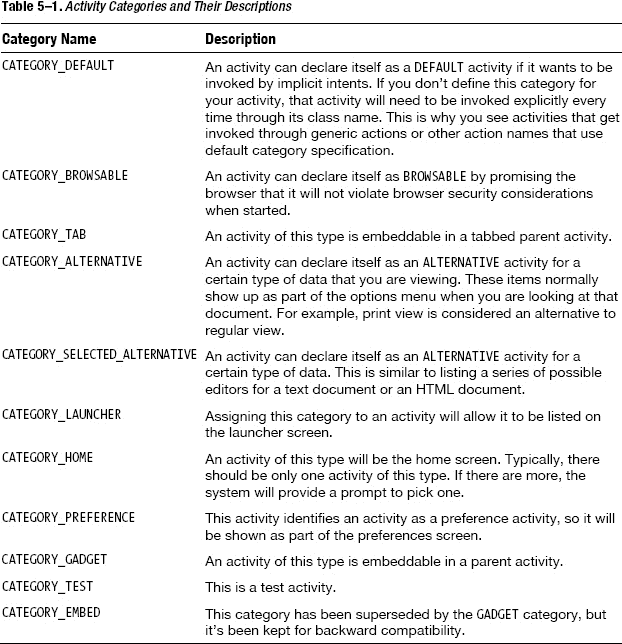 Table 5–1. Activity Categories and Their Descriptions
Category Name Description
CATEGORY_DEFAULT An activity can declare itself as a DEFAULT activity if it wants to be
invoked by implicit intents. If you don't define this category for
your activity, that activity will need to be invoked explicitly every
time through its class name. This is why you see activities that get
invoked through generic actions or other action names that use
default category specification.
CATEGORY_BROWSABLE An activity can declare itself as BROWSABLE by promising the
browser that it will not violate browser security considerations
when started.
CATEGORY_TAB An activity of this type is embeddable in a tabbed parent activity.
CATEGORY_ALTERNATIVE An activity can declare itself as an ALTERNATIVE activity for a
certain type of data that you are viewing. These items normally
show up as part of the options menu when you are looking at that
document. For example, print view is considered an alternative to
regular view.
CATEGORY_SELECTED_ALTERNATIVE An activity can declare itself as an ALTERNATIVE activity for a
certain type of data. This is similar to listing a series of possible
editors for a text document or an HTML document.
CATEGORY_LAUNCHER Assigning this category to an activity will allow it to be listed on
the launcher screen.
CATEGORY_HOME An activity of this type will be the home screen. Typically, there
should be only one activity of this type. If there are more, the
system will provide a prompt to pick one.
CATEGORY_PREFERENCE This activity identifies an activity as a preference activity, so it will
be shown as part of the preferences screen.
CATEGORY_GADGET An activity of this type is embeddable in a parent activity.
CATEGORY_TEST This is a test activity.
CATEGORY_EMBED This category has been superseded by the GADGET category, but
it's been kept for backward compatibility.